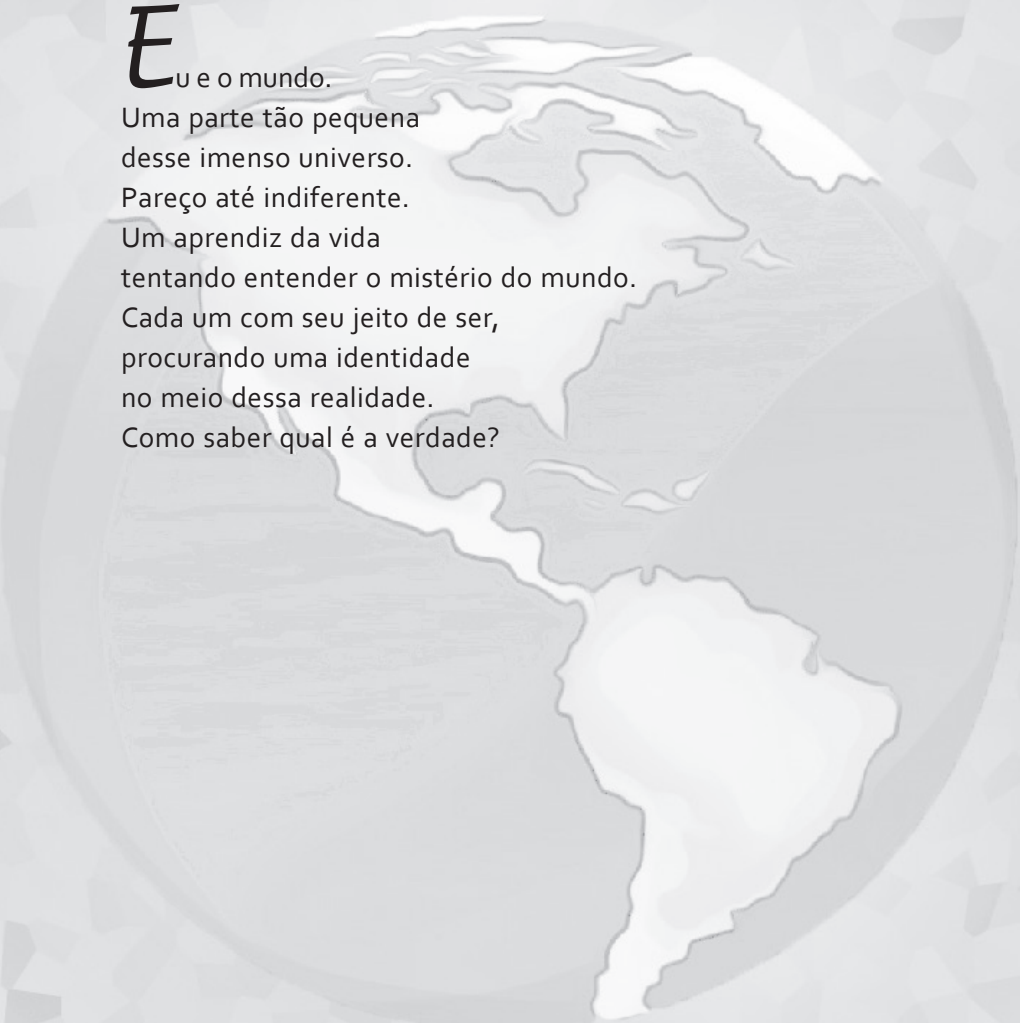 Eu e o mundo.
Uma parte tão pequena
desse imenso universo.
Pareço até indiferente.
Um aprendiz da vida
tentando entender o mistério do mundo.
Cada um com seu jeito de ser,
procurando uma identidade
no meio dessa realidade.
Como saber qual é a verdade?